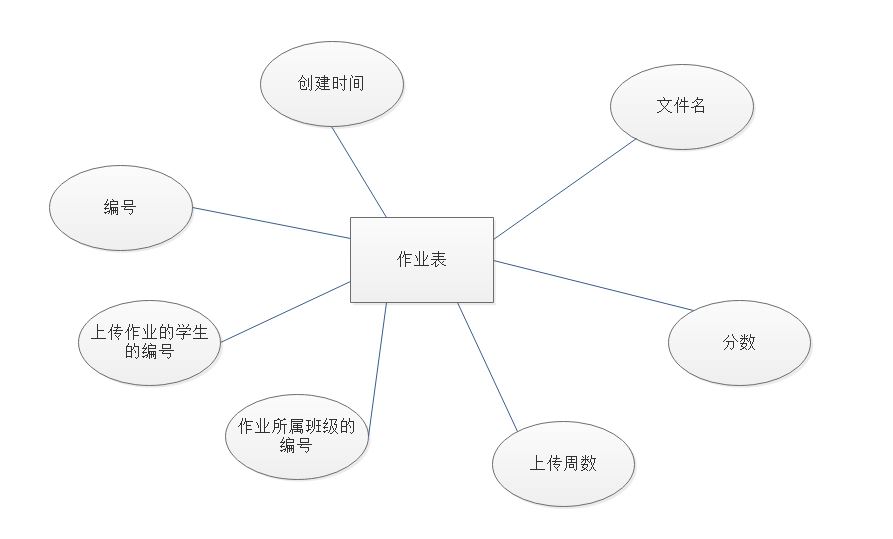 创建时间
文件名
编号
作业表
上传作业的学生
的编号
分数
作业所属班级的
编号
上传周数